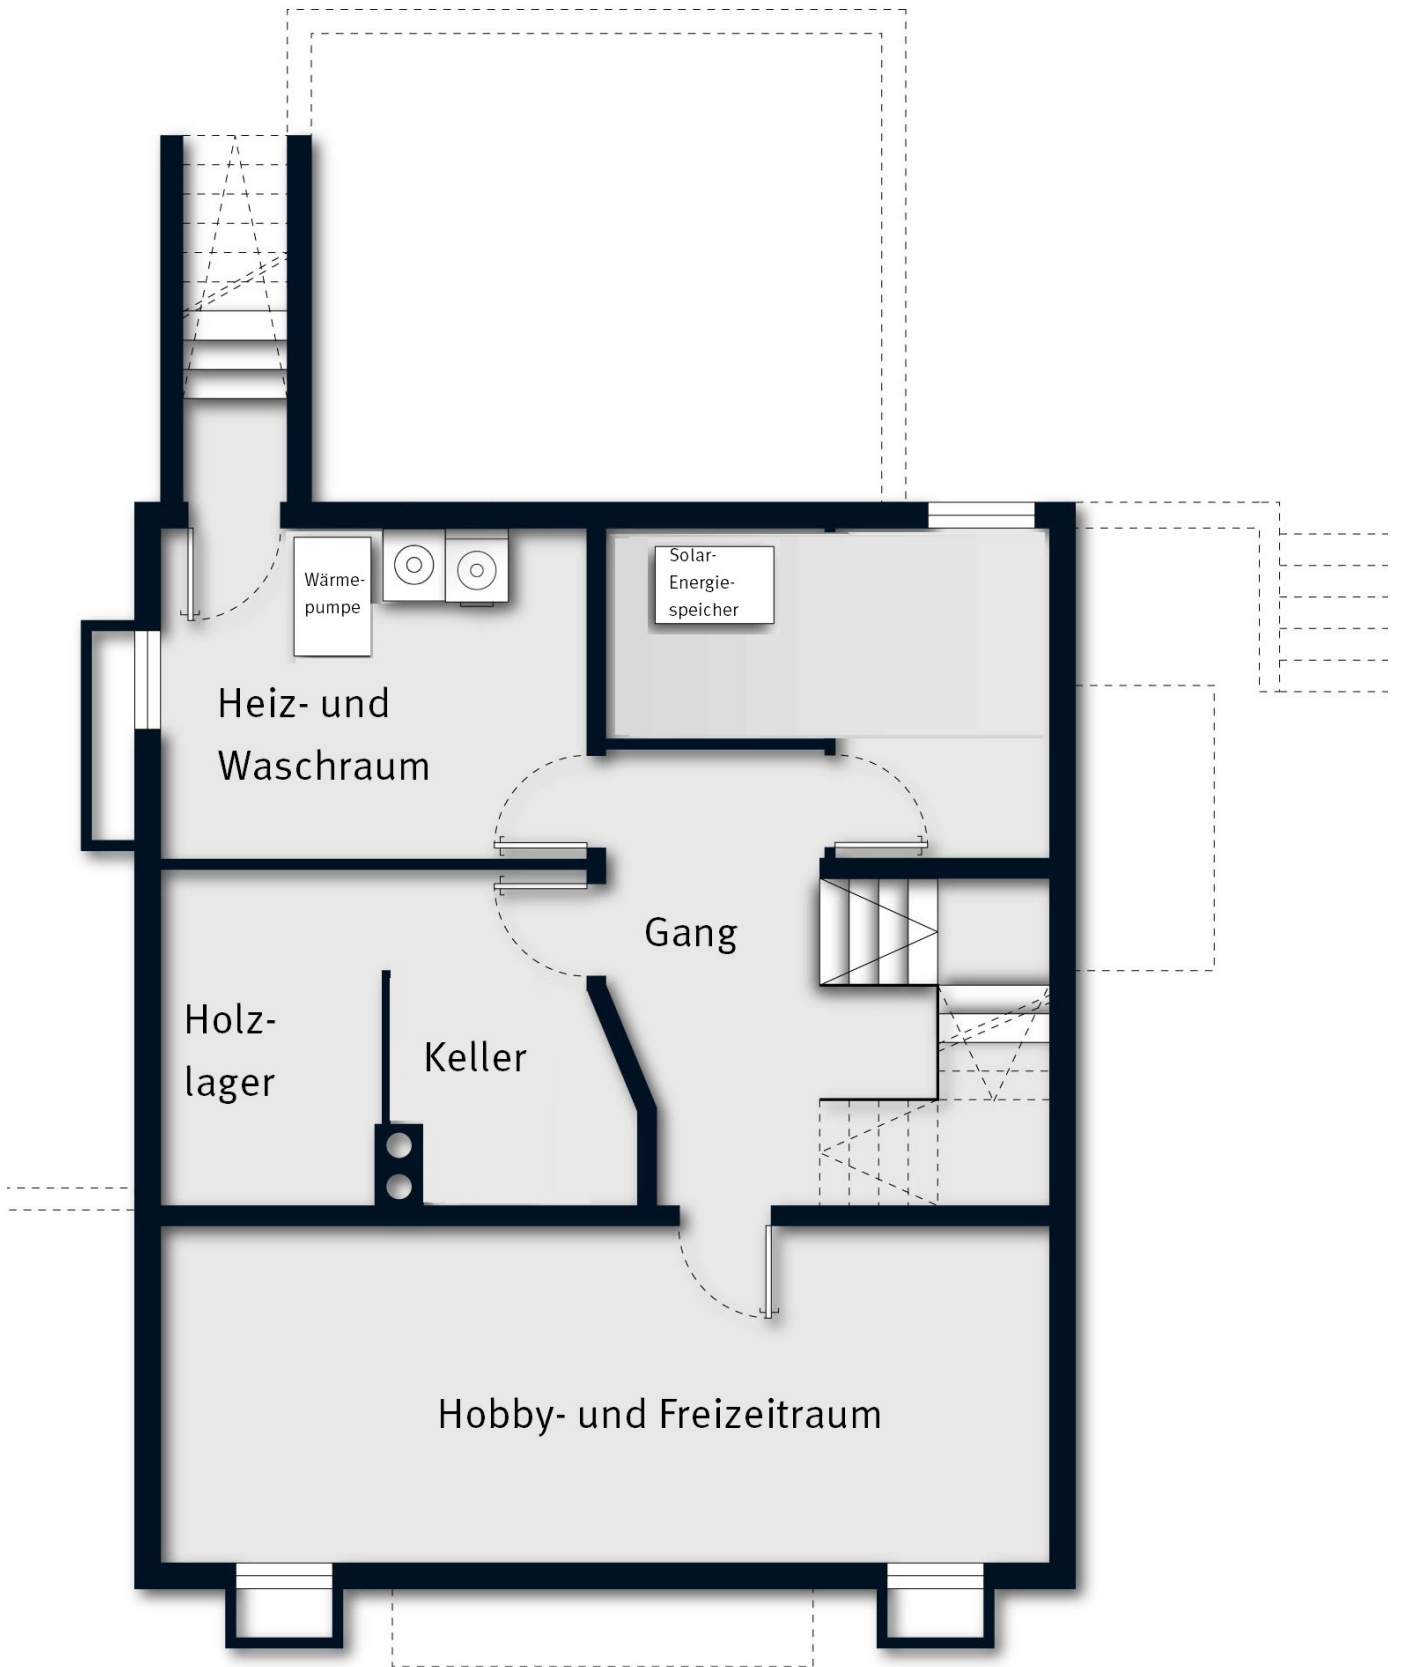 Solar-
Energie-
speicher
Wärme-
pumpe
Heiz- und
Waschraum
Gang
Holz-
lager
Keller
Hobby- und Freizeitraum